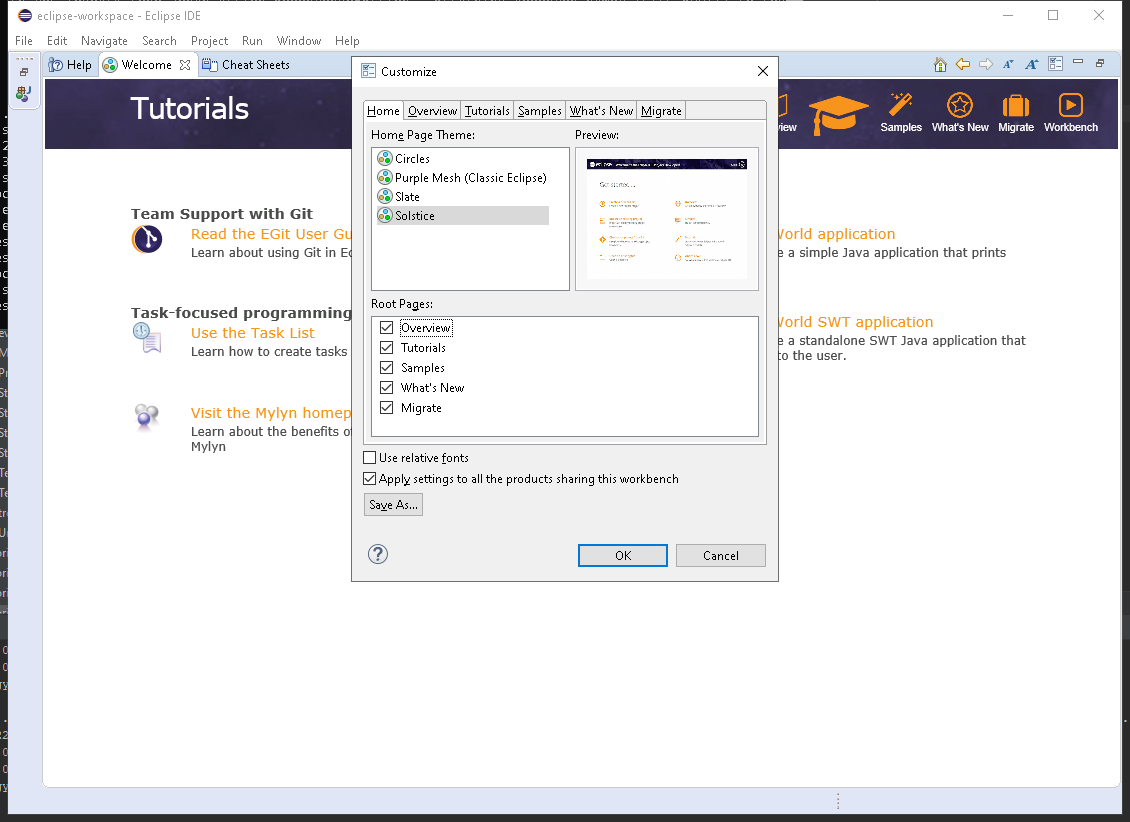 eclipse-workspace - Eclipse IDE
File Edit Navigate Search Project Run Window Help
Help Welcome Cheat Sheets
Tutorials
Samples What's New Migrate Workbench
Team Support with Git
Read the EGit User
Learn about using Git in
World application
a simple Java application that prints
Task-focused programming
Use the Task List
Learn how to create tasks
World SWT application
a standalone SWT Java application that
to the user.
Visit the Mylyn
Learn about the benefits
Mylyn
Customize
Home Overview Tutorials Samples What's New Migrate
Home Page Theme: Preview:
Circles
Purple Mesh (Classic Eclipse)
Slate
Solstice
Root Pages:
Overview
Tutorials
Samples
What's New
Migrate
Use relative fonts
Apply settings to all the products sharing this workbench
Save As...
? OK Cancel